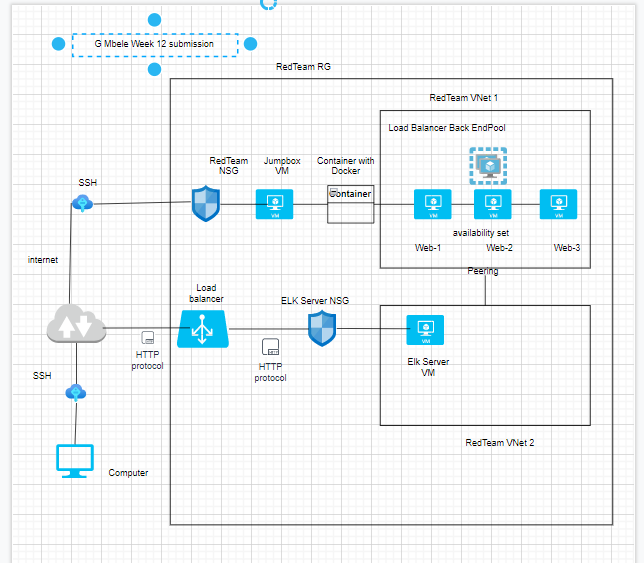 G Mbele Week 12 submission
RedTeam RG
RedTeam VNet 1
Load Balancer Back EndPool
RedTeam
NSG
Jumpbox
VM
Container with
Docker
SSH
Container
VM
VM
VM
VM
availability set
Web-1
Web-2
Web-3
internet
Peering
Load
balancer
ELK Server NSG
VM
HTTP
protocol
HTTP
protocol
Elk Server
VM
SSH
RedTeam VNet 2
Computer